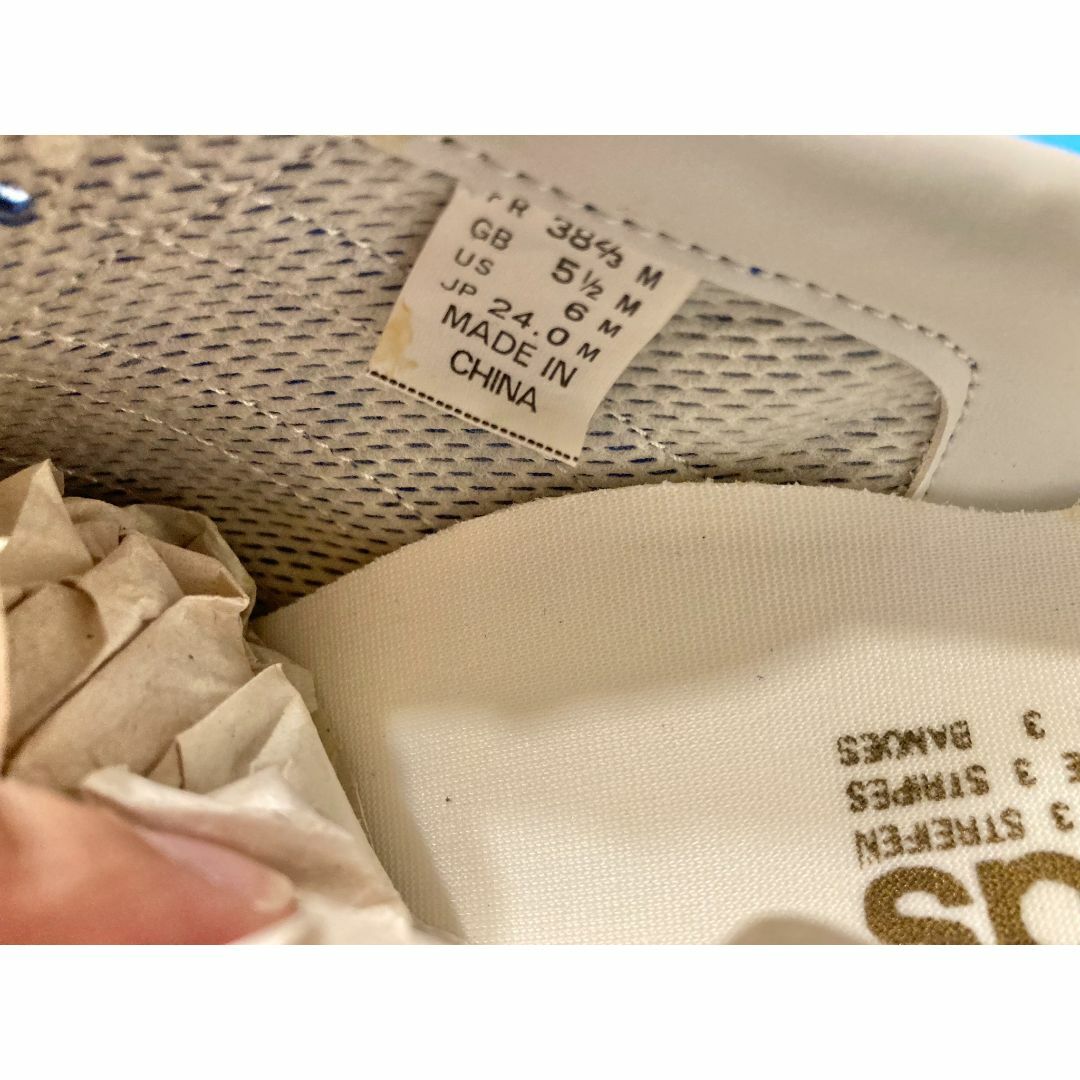 FR 38⅔ M
GB 5½ M
US 6 M
JP 24.0 M
MADE IN
CHINA
3 STREIFEN
3 STRIPES
3 BANDES